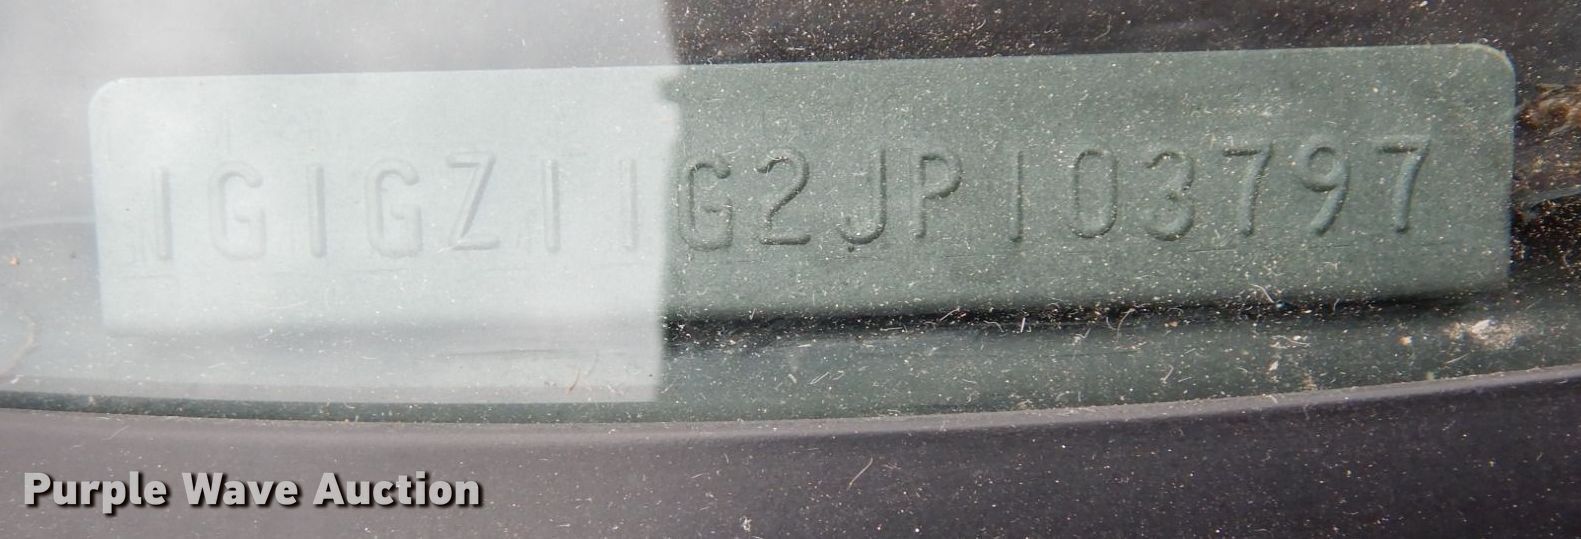 1G1GZ11G2JP103797
Purple Wave Auction